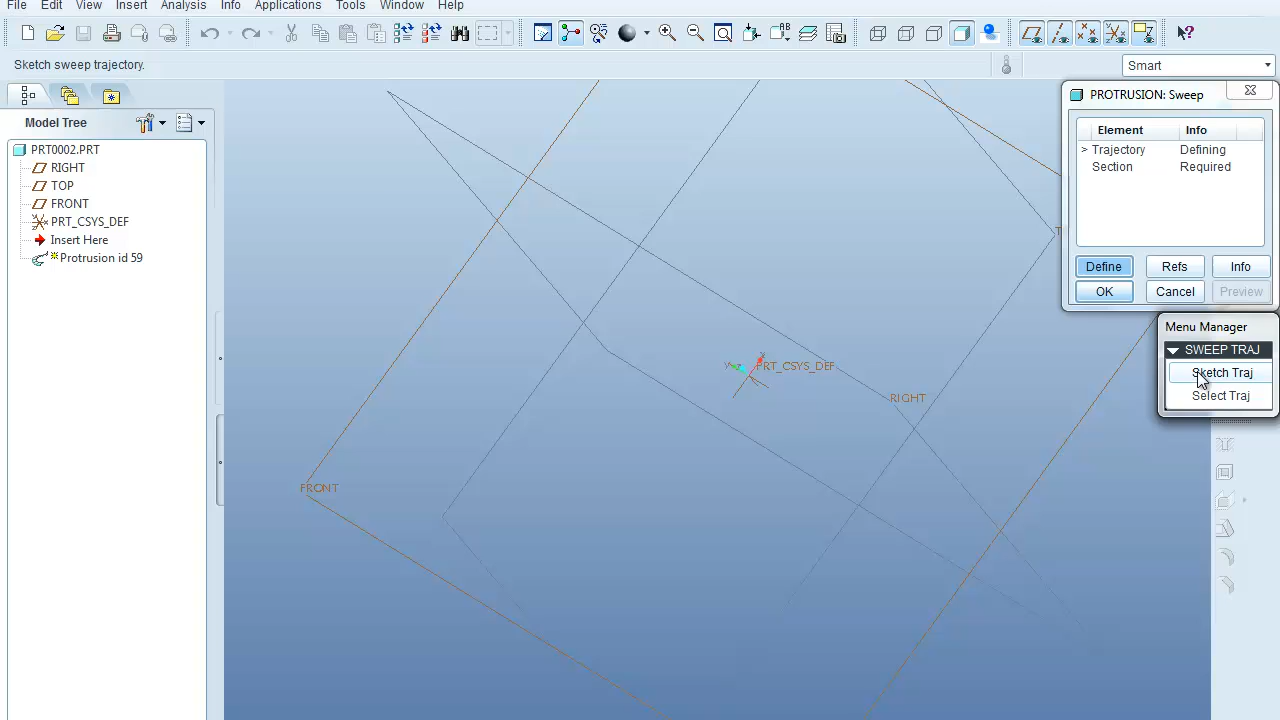 File Edit View Insert Analysis Info Applications Tools Window Help
Sketch sweep trajectory.
Smart
Model Tree
PRT0002.PRT
RIGHT
TOP
FRONT
PRT_CSYS_DEF
Insert Here
Protrusion id 59
PRT_CSYS_DEF
RIGHT
FRONT
PROTRUSION: Sweep
Element Info
> Trajectory Defining
Section Required
Define Refs Info
OK Cancel Preview
Menu Manager
SWEEP TRAJ
Sketch Traj
Select Traj